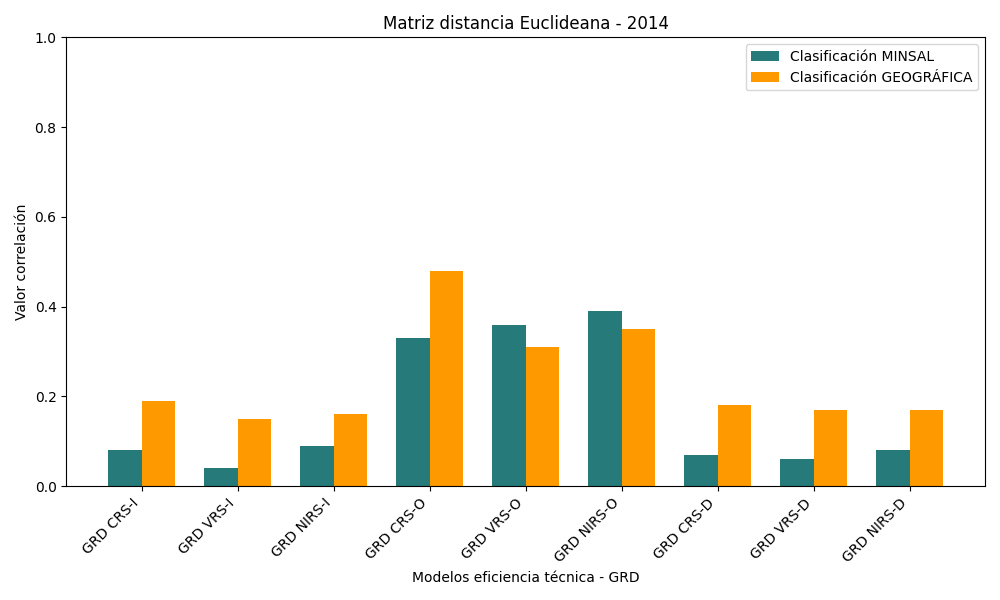 Matriz distancia Euclideana - 2014
Clasificación MINSAL
Clasificación GEOGRÁFICA
Valor correlación
1.0
0.8
0.6
0.4
0.2
0.0
GRD CRS-I
GRD VRS-I
GRD NIRS-I
GRD CRS-O
GRD VRS-O
GRD NIRS-O
GRD CRS-D
GRD VRS-D
GRD NIRS-D
Modelos eficiencia técnica - GRD